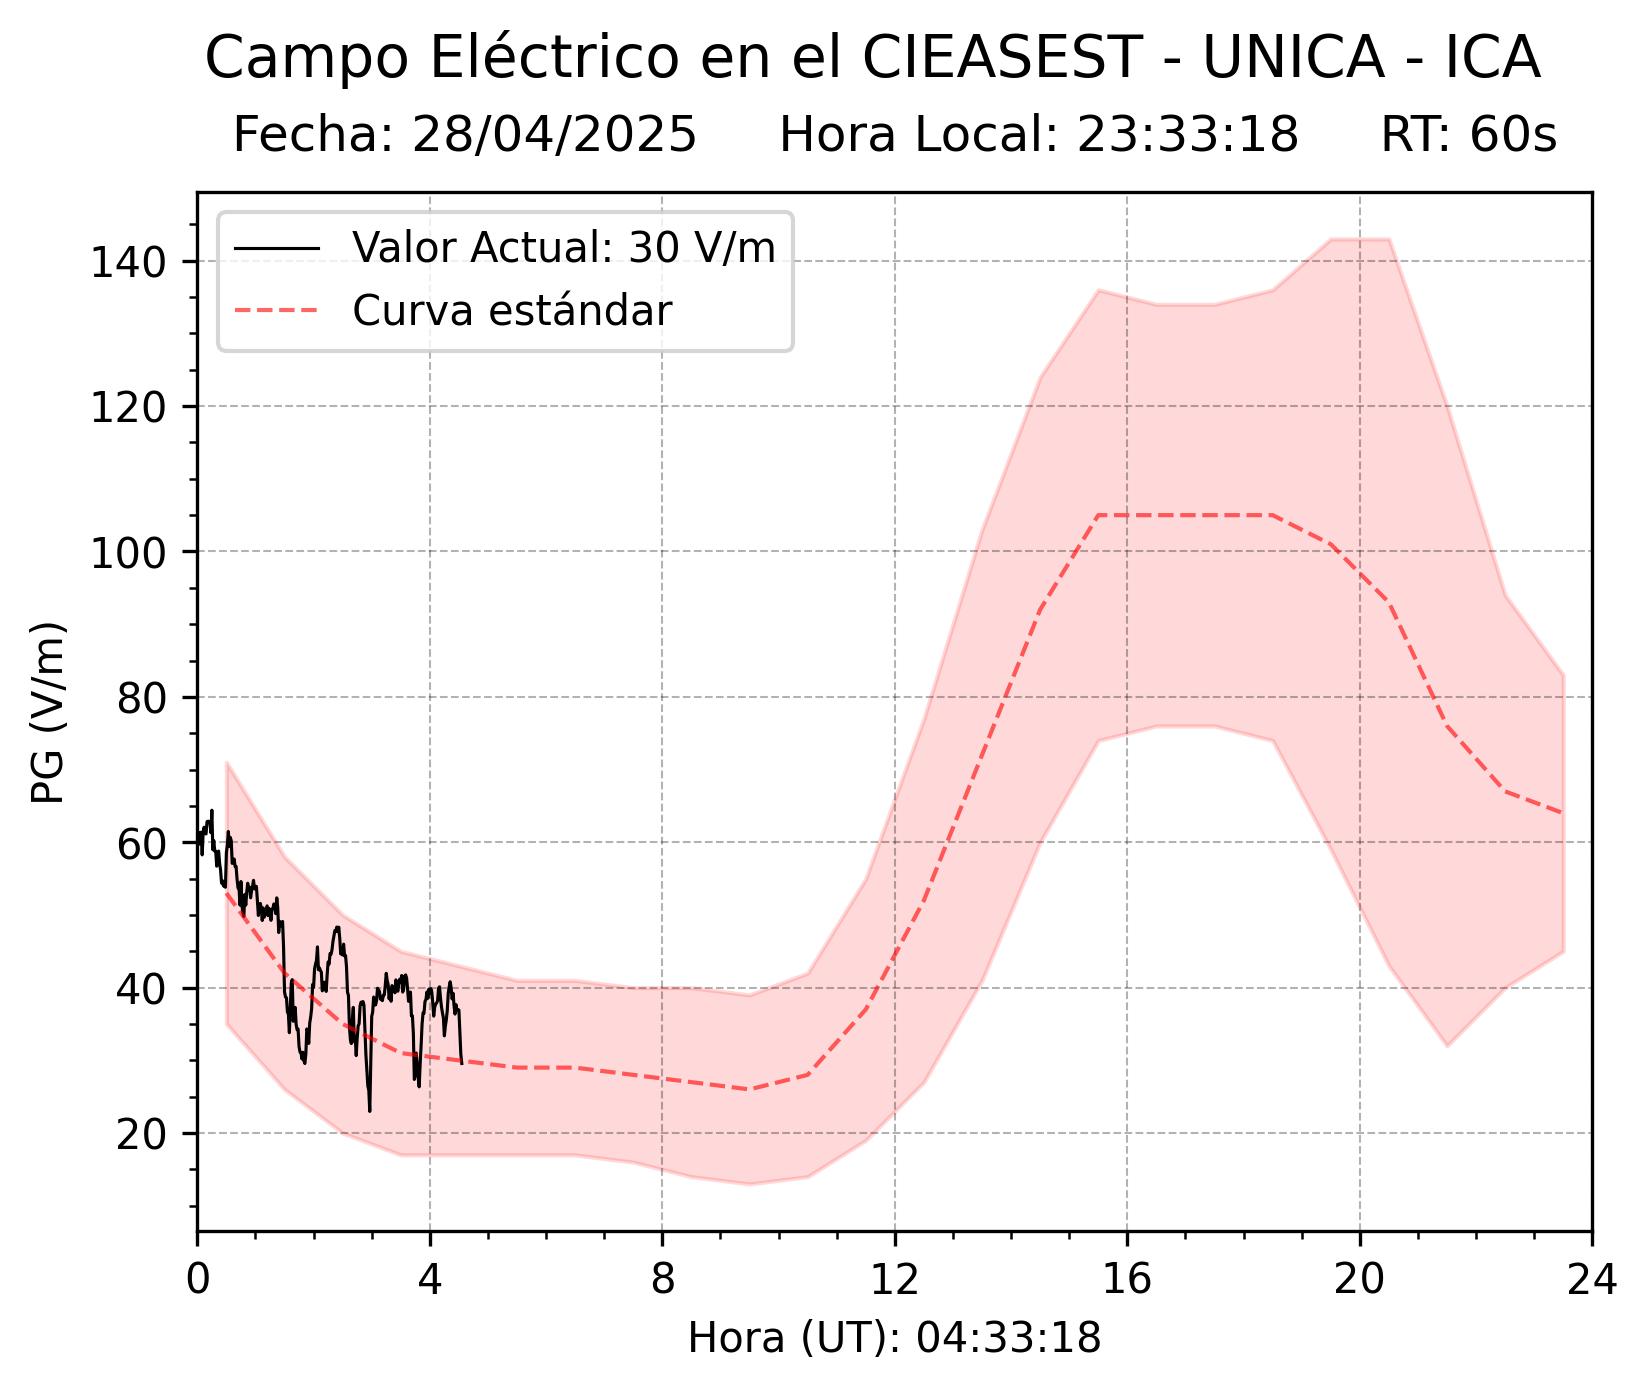 Campo Eléctrico en el CIEASEST - UNICA - ICA
Fecha: 28/04/2025 Hora Local: 23:33:18 RT: 60s
Valor Actual: 30 V/m
Curva estándar
PG (V/m)
140
120
100
80
60
40
20
0 4 8 12 16 20 24
Hora (UT): 04:33:18